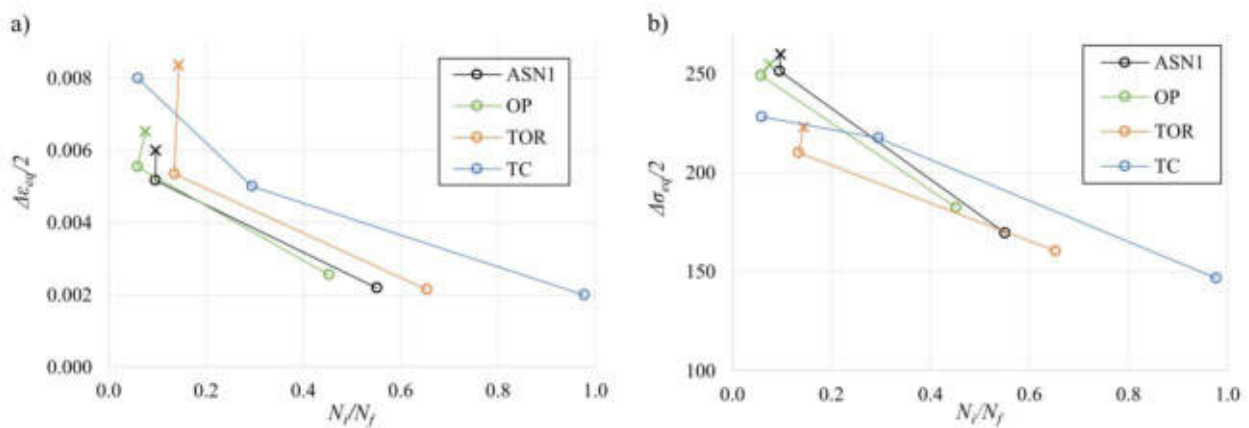 a)
0.008
0.006
0.004
0.002
0.000
Δε_eq/2
0.0 0.2 0.4 0.6 0.8 1.0
N_i/N_f
ASN1
OP
TOR
TC
b)
250
200
150
100
Δσ_eq/2
0.0 0.2 0.4 0.6 0.8 1.0
N_i/N_f
ASN1
OP
TOR
TC